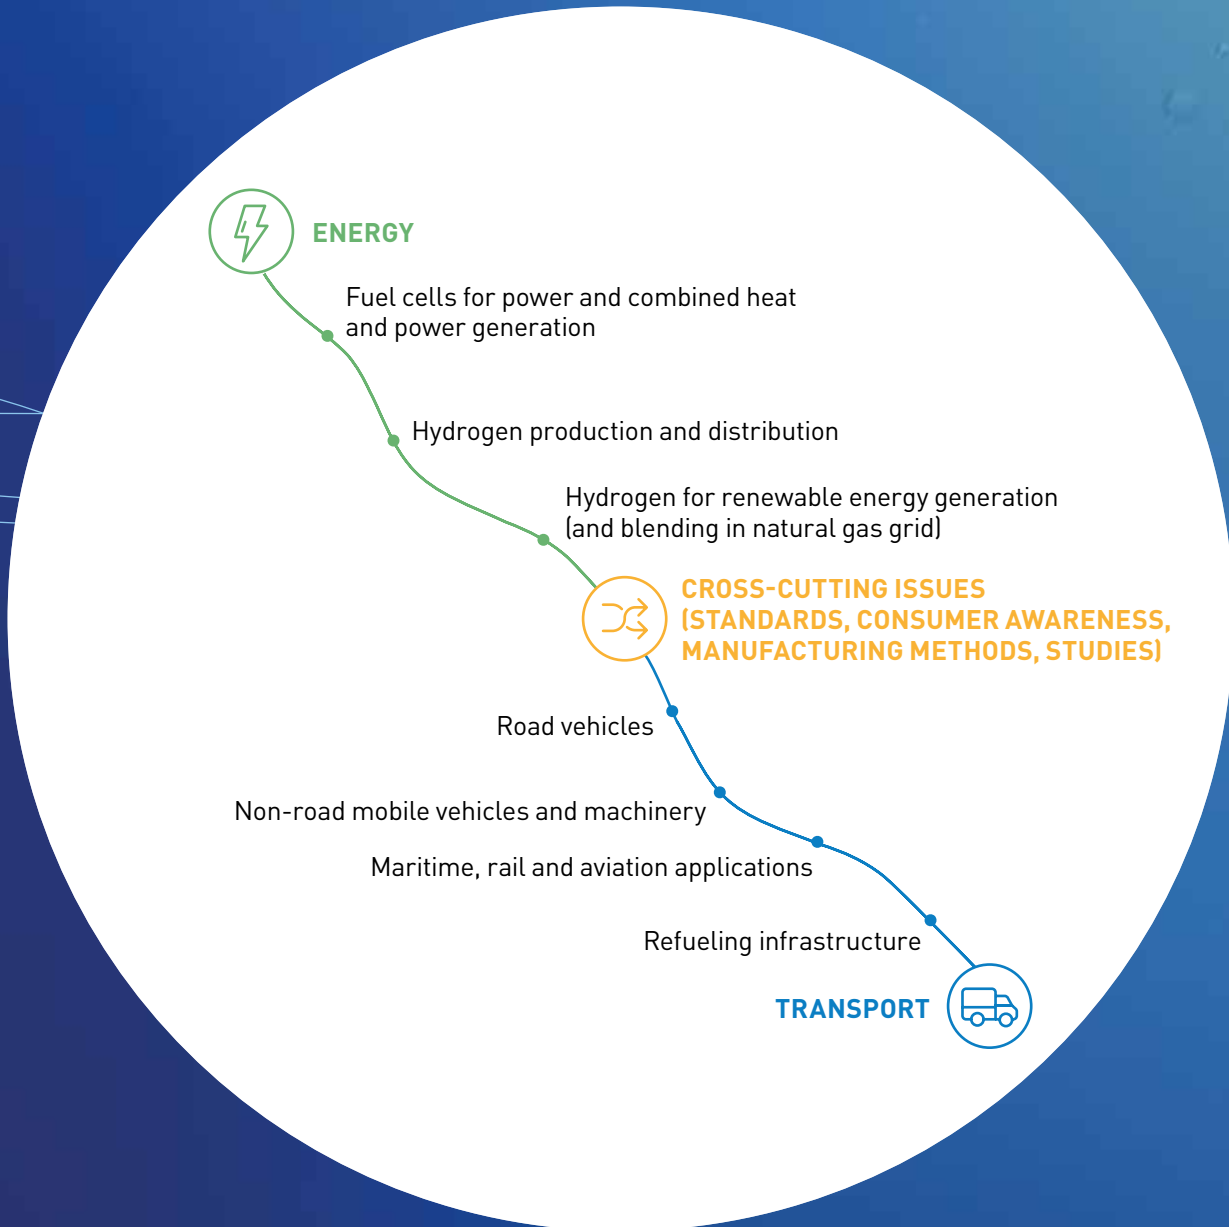 ENERGY
Fuel cells for power and combined heat
and power generation
Hydrogen production and distribution
Hydrogen for renewable energy generation
(and blending in natural gas grid)
CROSS-CUTTING ISSUES
(STANDARDS, CONSUMER AWARENESS,
MANUFACTURING METHODS, STUDIES)
Road vehicles
Non-road mobile vehicles and machinery
Maritime, rail and aviation applications
Refueling infrastructure
TRANSPORT